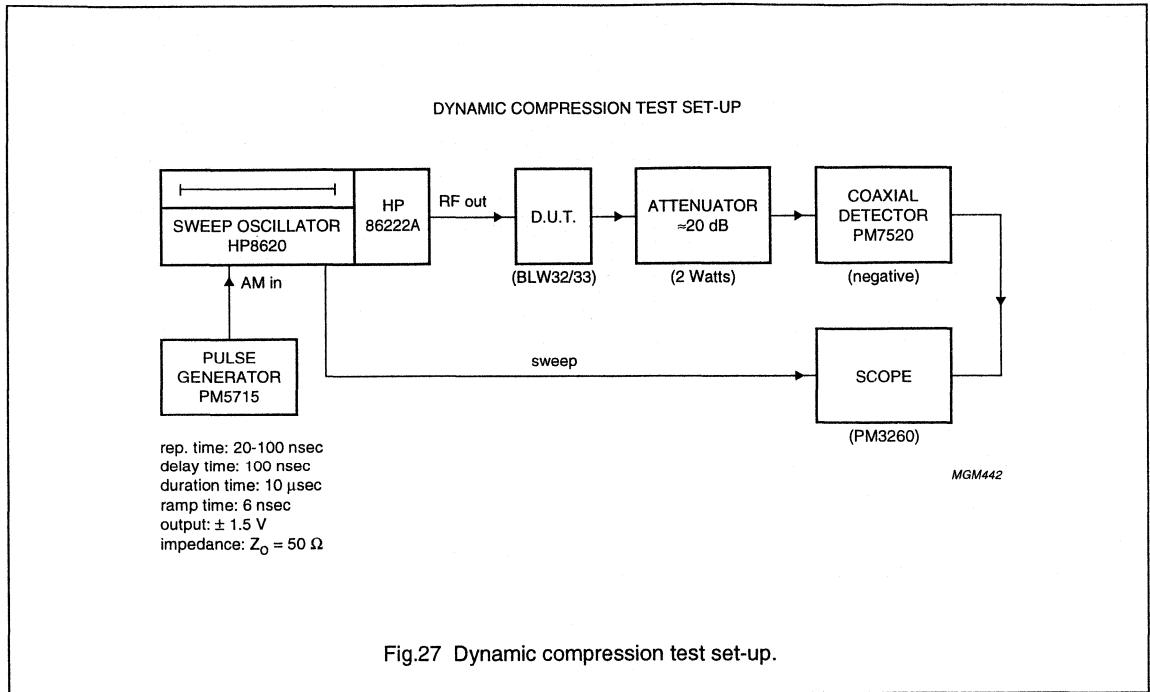 DYNAMIC COMPRESSION TEST SET-UP
SWEEP OSCILLATOR
HP8620
HP
86222A
RF out
D.U.T.
(BLW32/33)
ATTENUATOR
≈20 dB
(2 Watts)
COAXIAL
DETECTOR
PM7520
(negative)
AM in
PULSE
GENERATOR
PM5715
sweep
SCOPE
(PM3260)
rep. time: 20-100 nsec
delay time: 100 nsec
duration time: 10 μsec
ramp time: 6 nsec
output: ± 1.5 V
impedance: Z₀ = 50 Ω
MGM442
Fig.27 Dynamic compression test set-up.